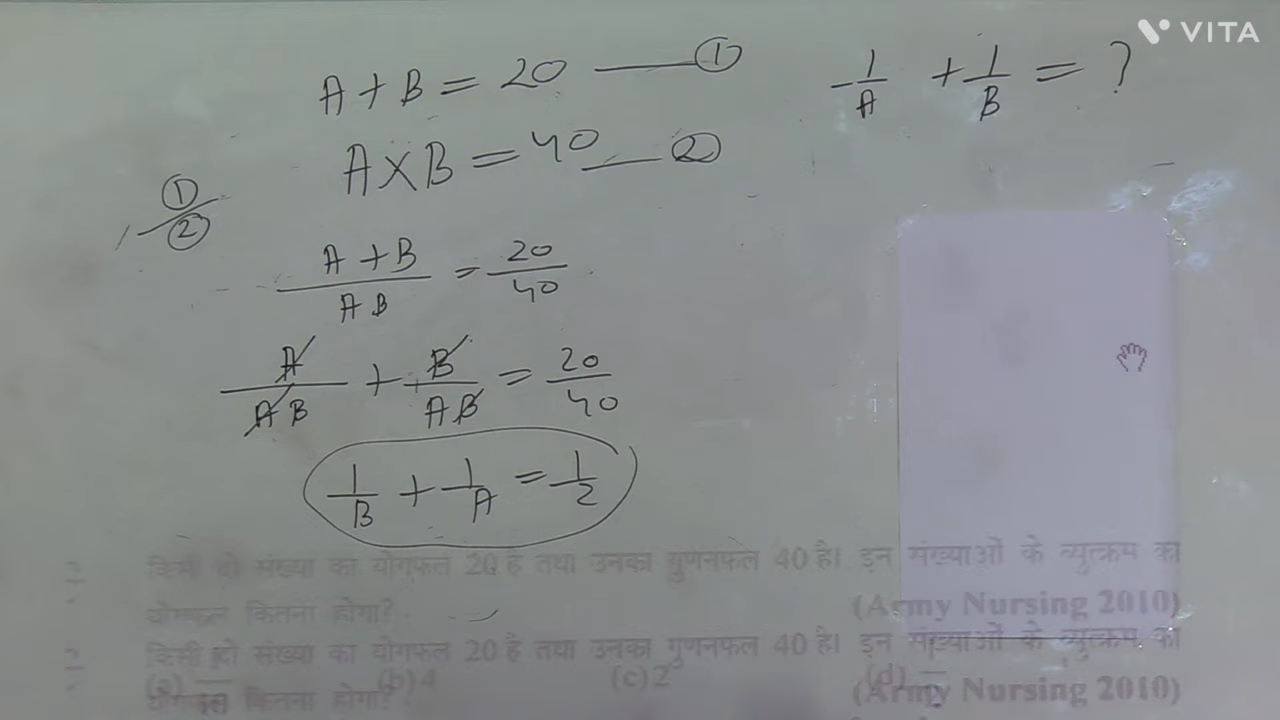 VITA
A + B = 20 — ①
1/A + 1/B = ?
A × B = 40 — ②
①/②
A + B / AB = 20/40
A/AB + B/AB = 20/40
1/B + 1/A = 1/2
किसी दो संख्या का योगफल 20 है तथा उनका गुणनफल 40 है। इन संख्याओं के व्युत्क्रम का
योगफल कितना होगा?
(Army Nursing 2010)
किसी दो संख्या का योगफल 20 है तथा उनका गुणनफल 40 है। इन संख्याओं के व्युत्क्रम का
(a) (b) 4 (c) 2 (d)
योगफल कितना होगा?
(Army Nursing 2010)